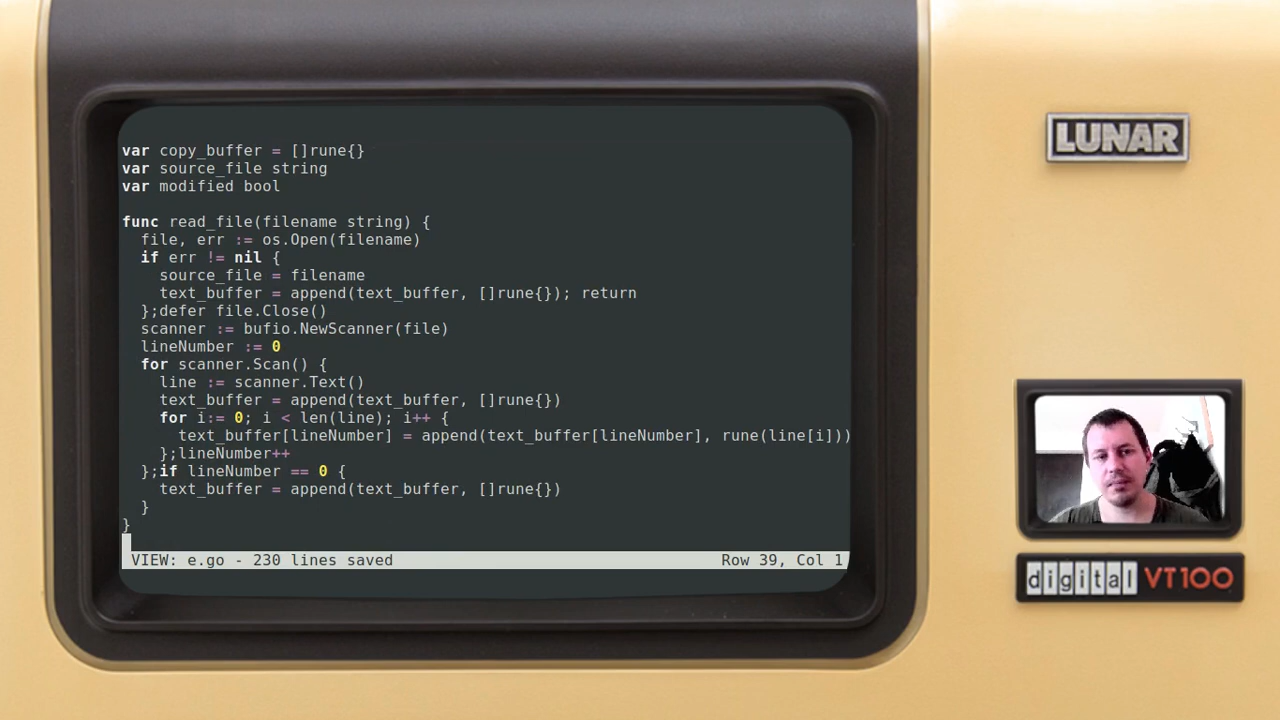 var copy_buffer = []rune{}
var source_file string
var modified bool
func read_file(filename string) {
file, err := os.Open(filename)
if err != nil {
source_file = filename
text_buffer = append(text_buffer, []rune{}); return
};defer file.Close()
scanner := bufio.NewScanner(file)
lineNumber := 0
for scanner.Scan() {
line := scanner.Text()
text_buffer = append(text_buffer, []rune{})
for i:= 0; i < len(line); i++ {
text_buffer[lineNumber] = append(text_buffer[lineNumber], rune(line[i]))
};lineNumber++
};if lineNumber == 0 {
text_buffer = append(text_buffer, []rune{})
}
}
VIEW: e.go - 230 lines saved Row 39, Col 1
LUNAR
digital VT100